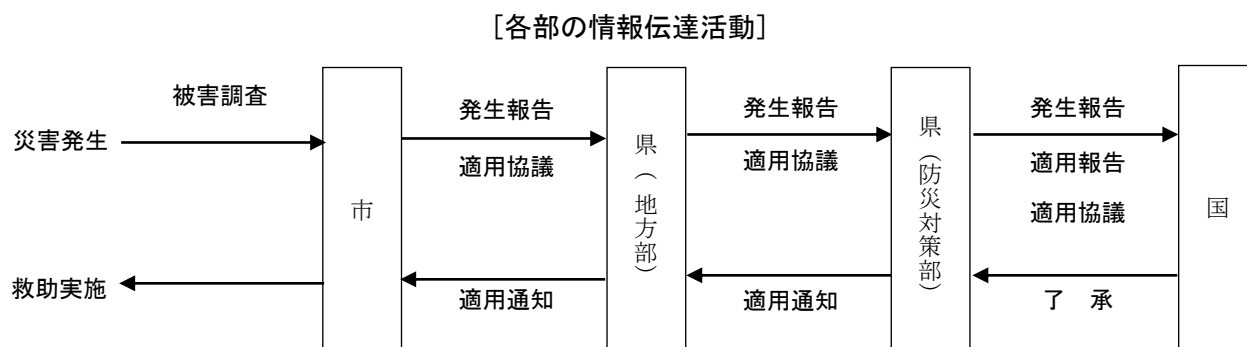 ［各部の情報伝達活動］
被害調査
災害発生
市
発生報告
適用協議
県（地方部）
発生報告
適用協議
県（防災対策部）
発生報告
適用報告
適用協議
国
救助実施
適用通知
適用通知
了　承